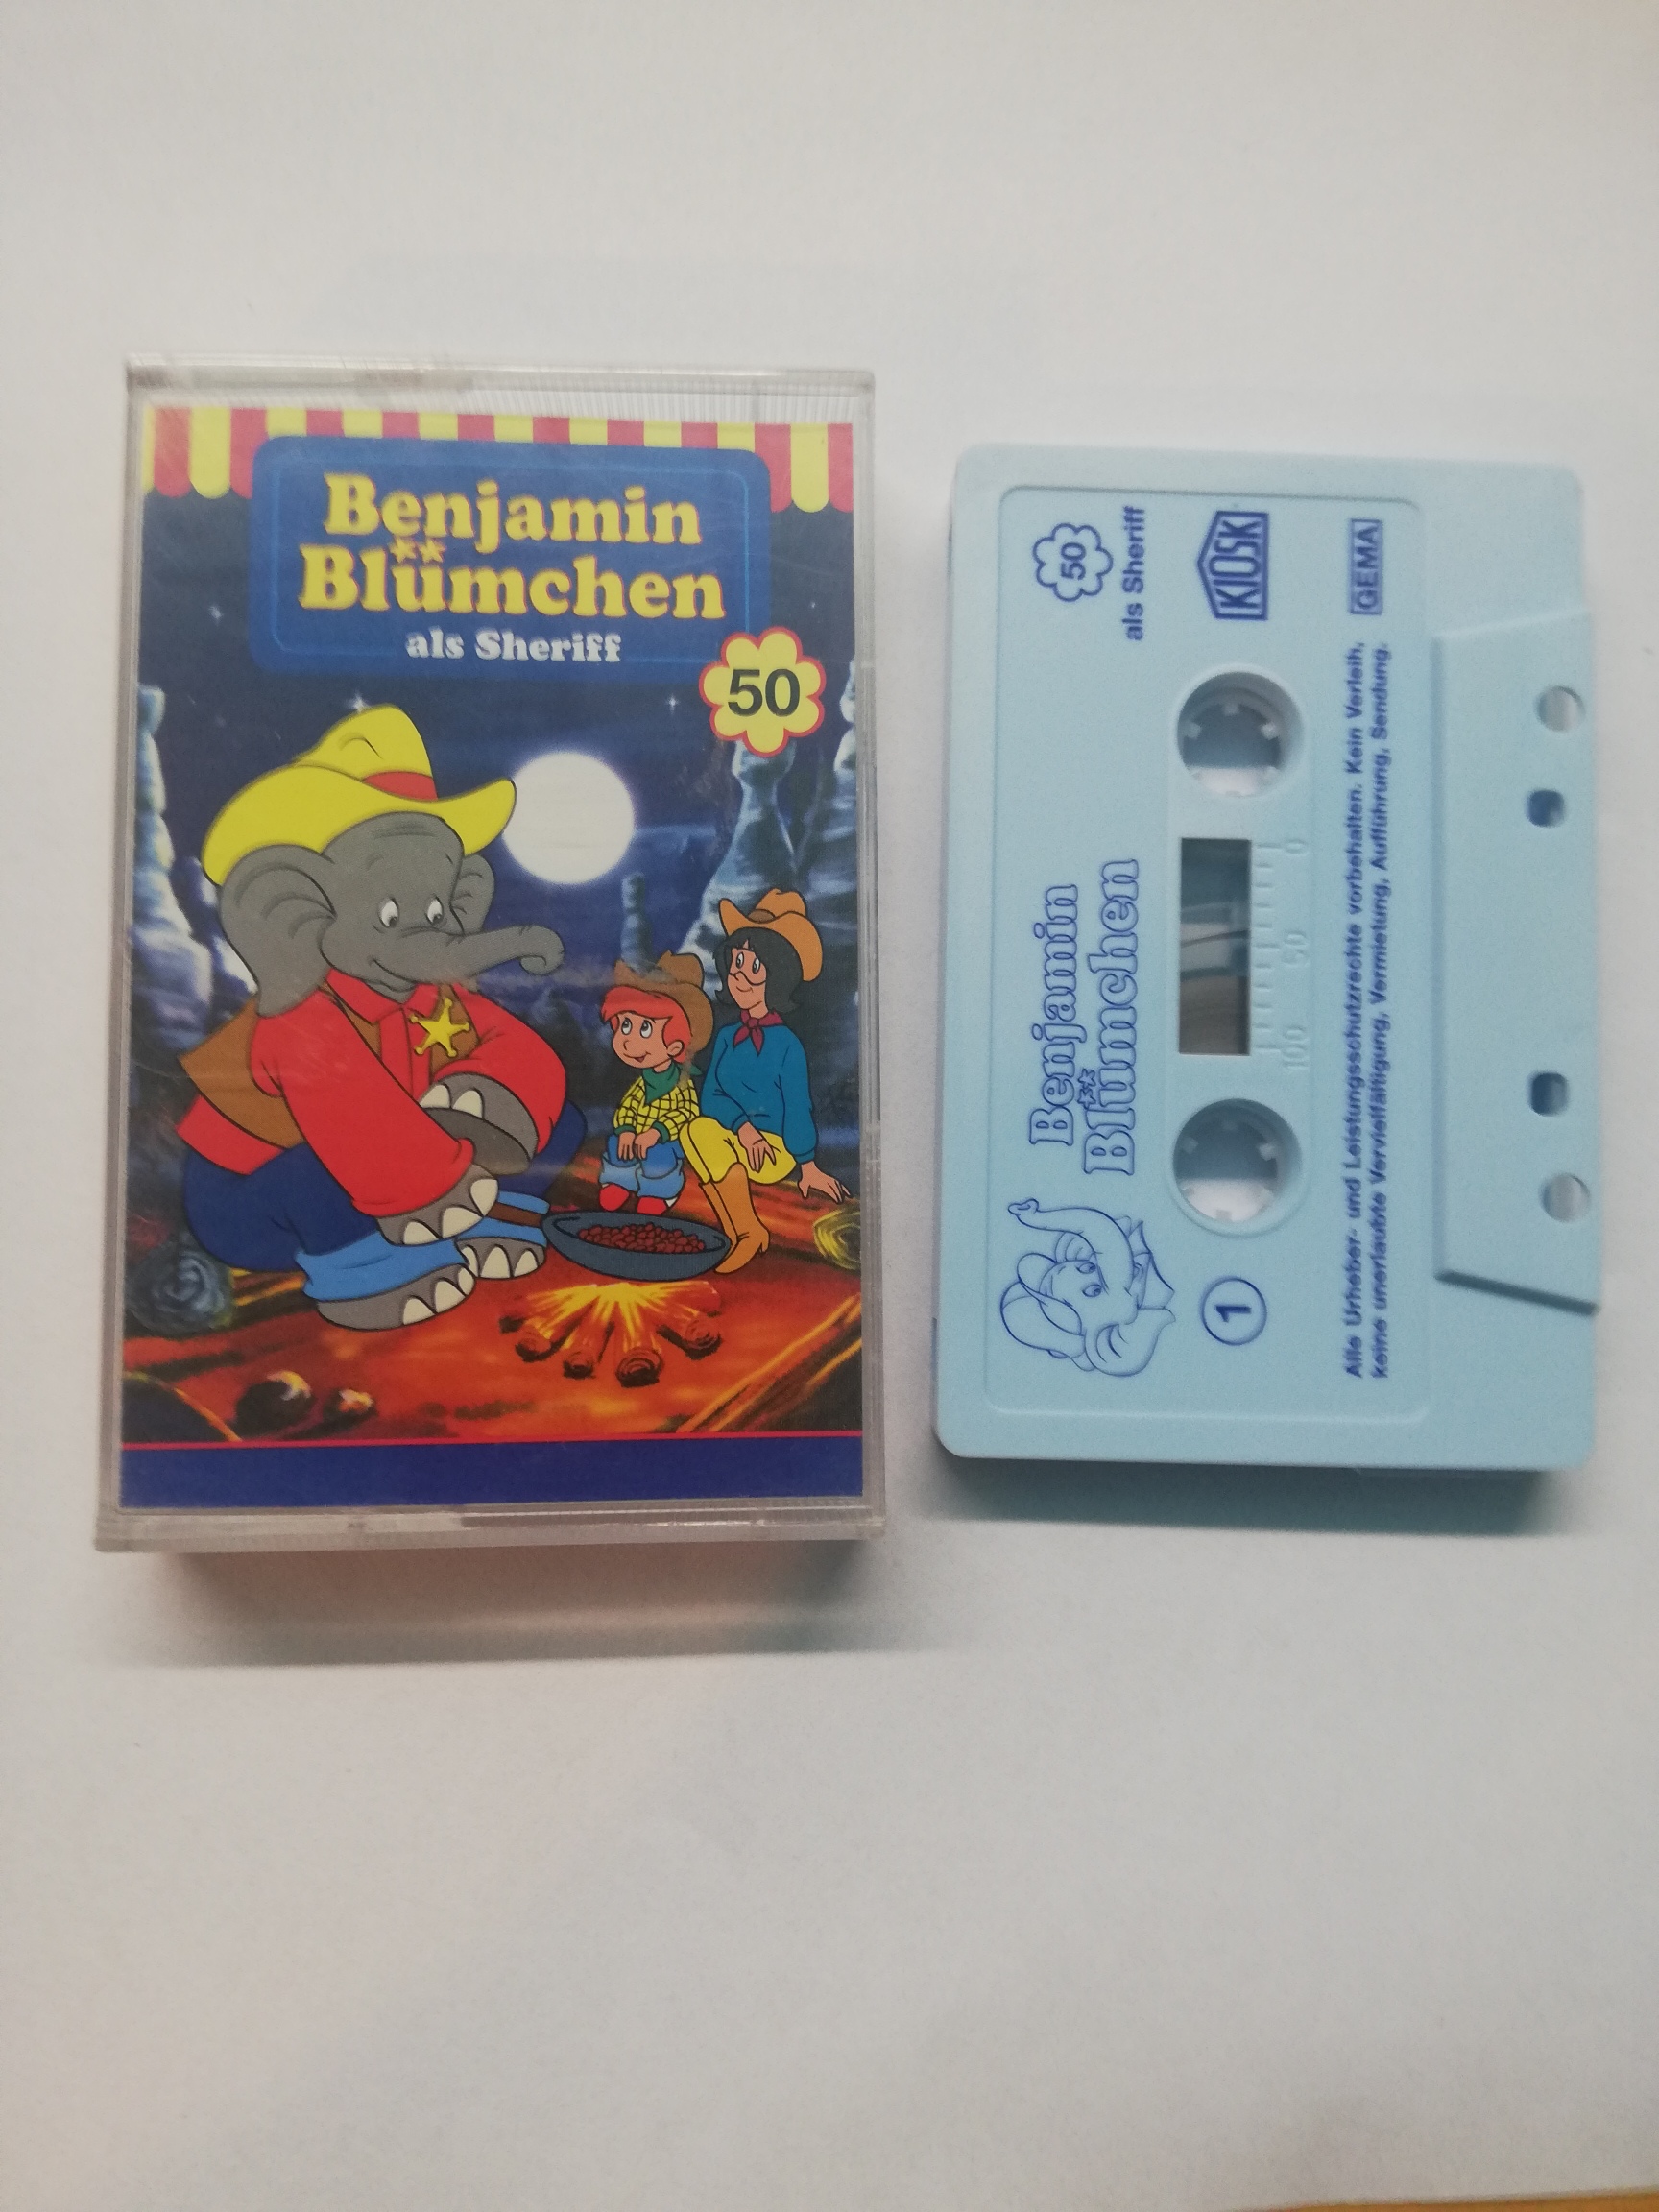 Benjamin
Blümchen
als Sheriff
50
Benjamin
Blümchen
50
als Sheriff
1
100 50 0
KIOSK
Alle Urheber- und Leistungsschutzrechte vorbehalten. Kein Verleih,
keine unerlaubte Vervielfältigung, Vermietung, Aufführung, Sendung.
GEMA